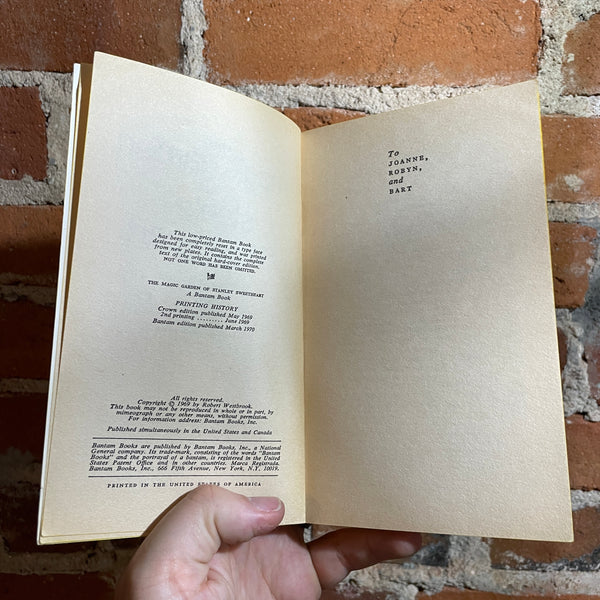 This low-priced Bantam Book
has been completely reset in a type face
designed for easy reading, and was printed
from new plates. It contains the complete
text of the original hard-cover edition.
NOT ONE WORD HAS BEEN OMITTED.
THE MAGIC GARDEN OF STANLEY SWEETHEART
A Bantam Book
PRINTING HISTORY
Crown edition published May 1969
2nd printing ......... June 1969
Bantam edition published March 1970
All rights reserved.
Copyright © 1969 by Robert Westbrook.
This book may not be reproduced in whole or in part, by
mimeograph or any other means, without permission.
For information address: Bantam Books, Inc.
Published simultaneously in the United States and Canada
Bantam Books are published by Bantam Books, Inc., a National
General company. Its trade-mark, consisting of the words "Bantam
Books" and the portrayal of a bantam, is registered in the United
States Patent Office and in other countries. Marca Registrada.
Bantam Books, Inc., 666 Fifth Avenue, New York, N.Y. 10019.
PRINTED IN THE UNITED STATES OF AMERICA
To
JOANNE,
ROBYN,
and
BART